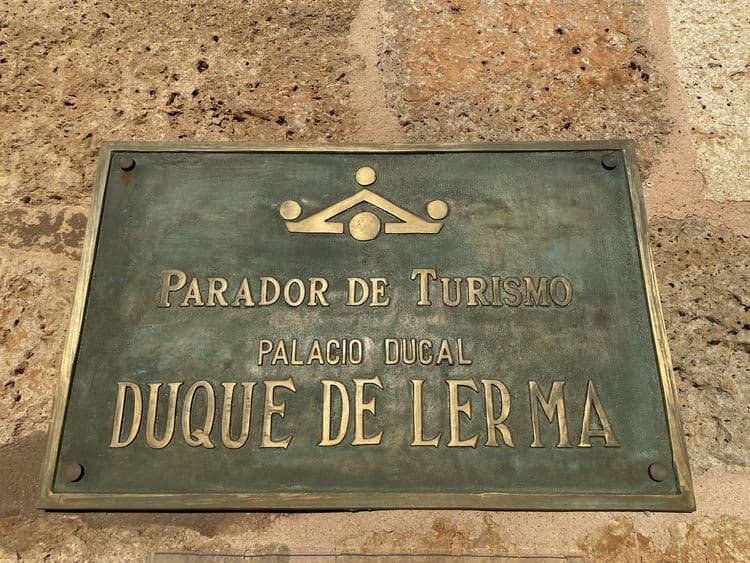 PARADOR DE TURISMO
PALACIO DUCAL
DUQUE DE LERMA